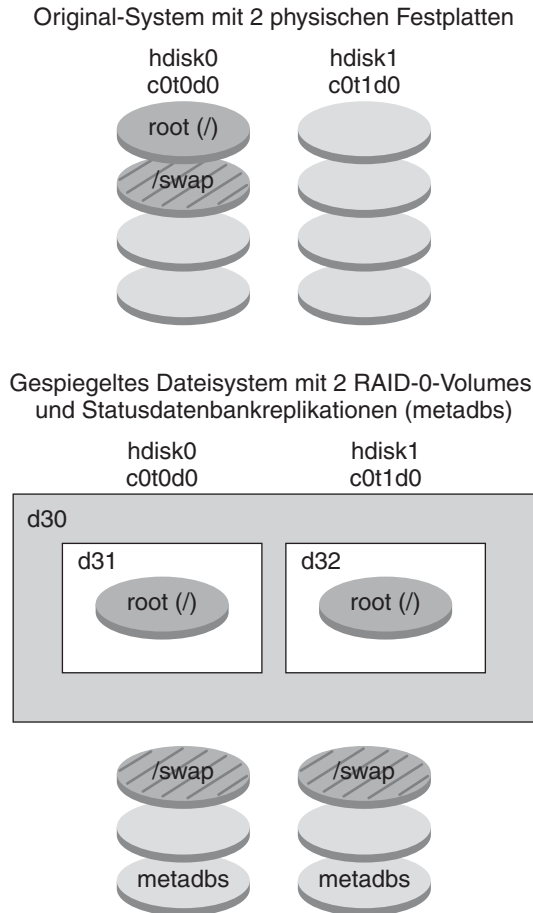 Original-System mit 2 physischen Festplatten
hdisk0
c0t0d0
hdisk1
c0t1d0
root (/)
/swap
Gespiegeltes Dateisystem mit 2 RAID-0-Volumes
und Statusdatenbankreplikationen (metadbs)
hdisk0
c0t0d0
hdisk1
c0t1d0
d30
d31
d32
root (/)
root (/)
/swap
/swap
metadbs
metadbs